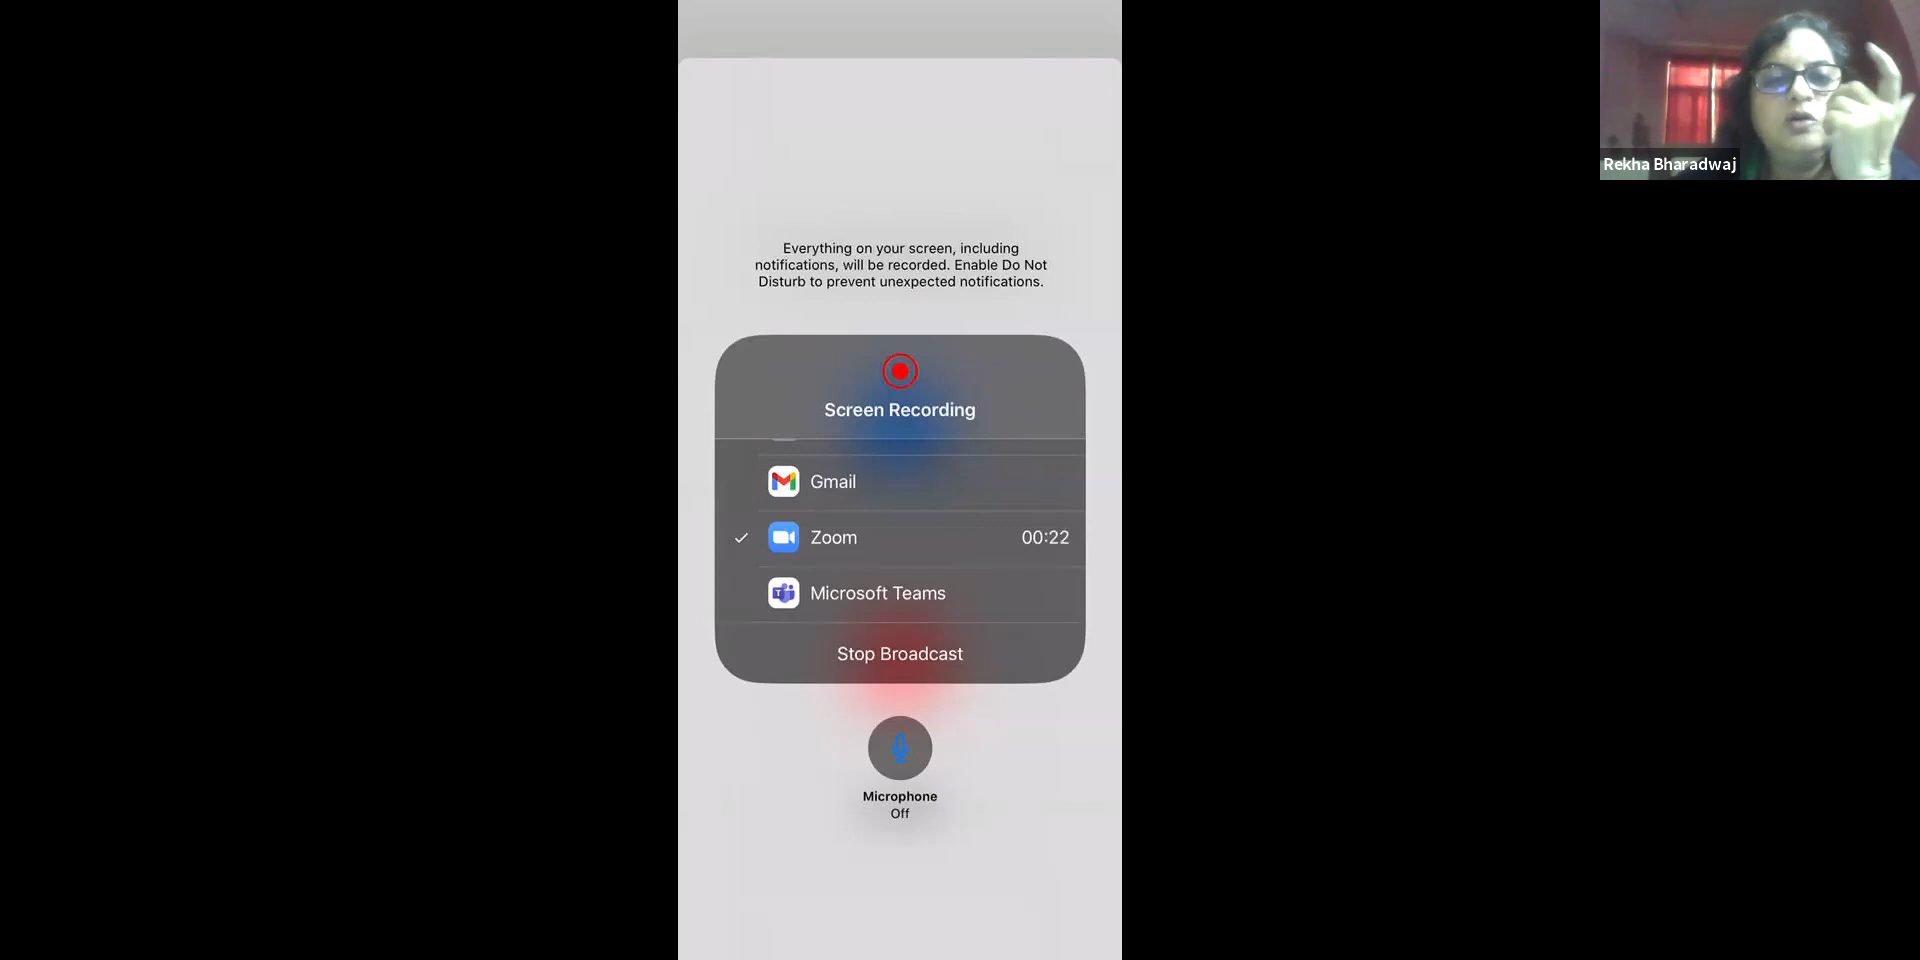 Everything on your screen, including
notifications, will be recorded. Enable Do Not
Disturb to prevent unexpected notifications.
Screen Recording
Gmail
Zoom 00:22
Microsoft Teams
Stop Broadcast
Microphone
Off
Rekha Bharadwaj